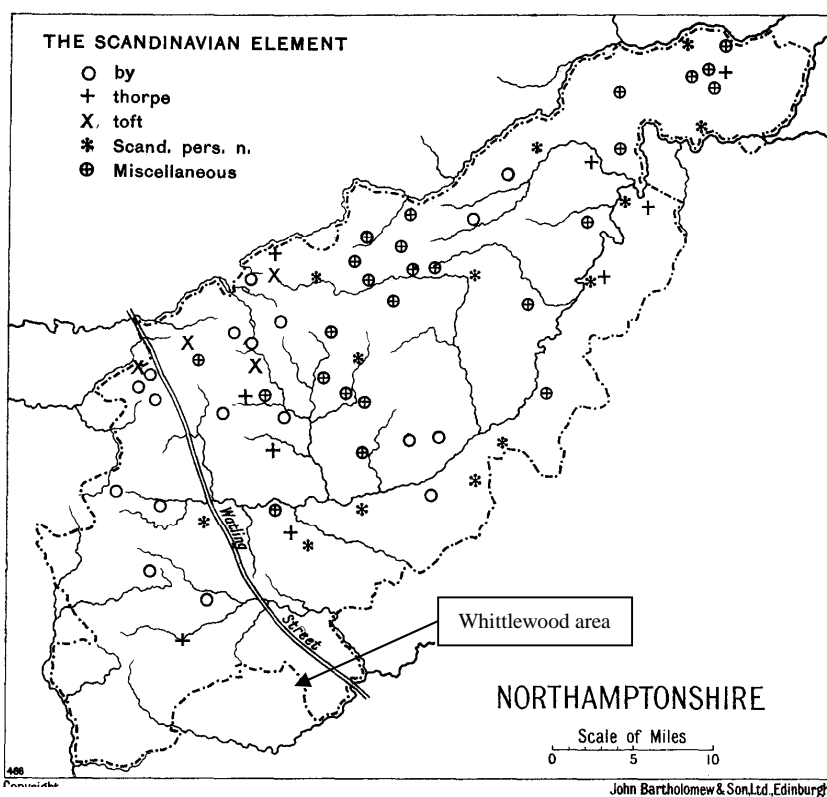 THE SCANDINAVIAN ELEMENT
O by
+ thorpe
X, toft
* Scand. pers. n.
⊕ Miscellaneous
Watling
Street
Whittlewood area
NORTHAMPTONSHIRE
Scale of Miles
0 5 10
466
Copyright
John Bartholomew & Son,Ltd.,Edinburgh